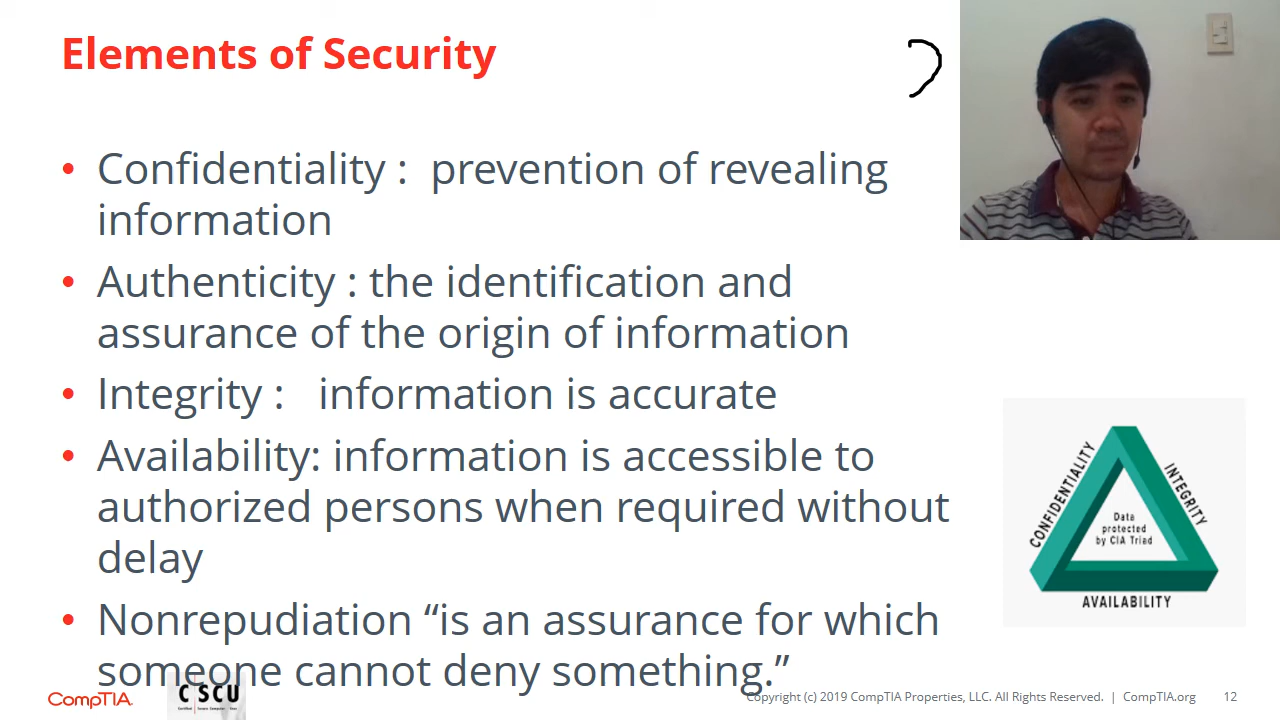 Elements of Security
• Confidentiality :  prevention of revealing
information
• Authenticity : the identification and
assurance of the origin of information
• Integrity :   information is accurate
• Availability: information is accessible to
authorized persons when required without
delay
• Nonrepudiation “is an assurance for which
someone cannot deny something.”
CONFIDENTIALITY
INTEGRITY
Data
protected
by CIA Triad
AVAILABILITY
CompTIA.
C|SCU
Copyright (c) 2019 CompTIA Properties, LLC. All Rights Reserved.  |  CompTIA.org
12